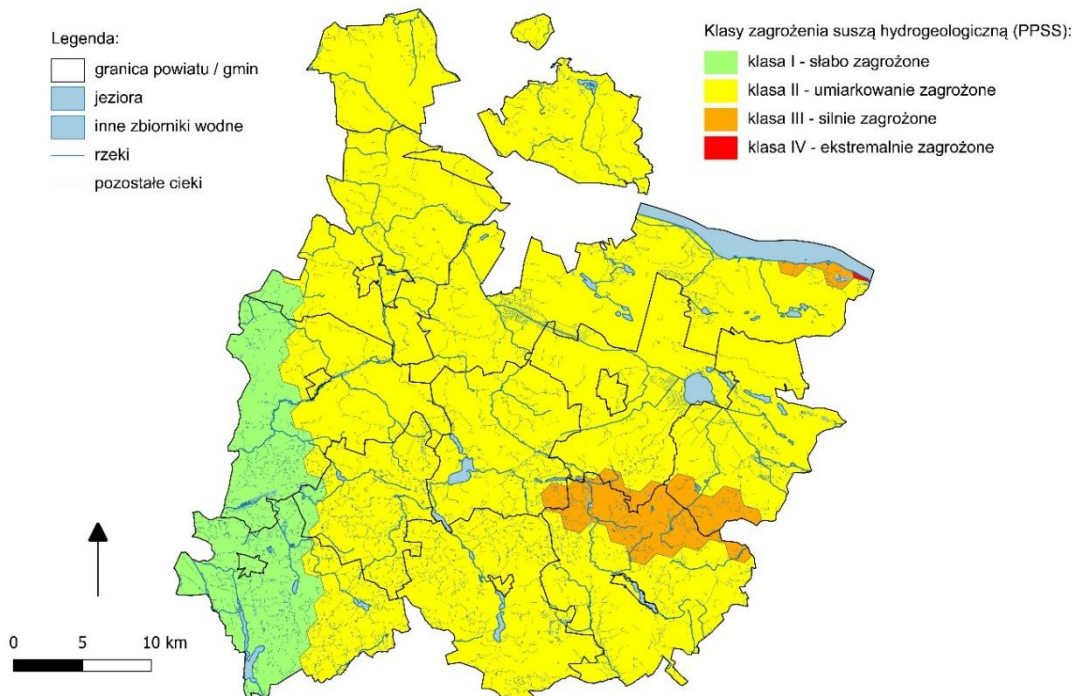 Legenda:
granica powiatu / gmin
jeziora
inne zbiorniki wodne
rzeki
pozostałe cieki
Klasy zagrożenia suszą hydrogeologiczną (PPSS):
klasa I - słabo zagrożone
klasa II - umiarkowanie zagrożone
klasa III - silnie zagrożone
klasa IV - ekstremalnie zagrożone
0 5 10 km